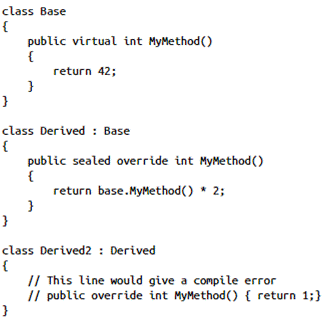 class Base
{
    public virtual int MyMethod()
    {
        return 42;
    }
}

class Derived : Base
{
    public sealed override int MyMethod()
    {
        return base.MyMethod() * 2;
    }
}

class Derived2 : Derived
{
    // This line would give a compile error
    // public override int MyMethod() { return 1;}
}